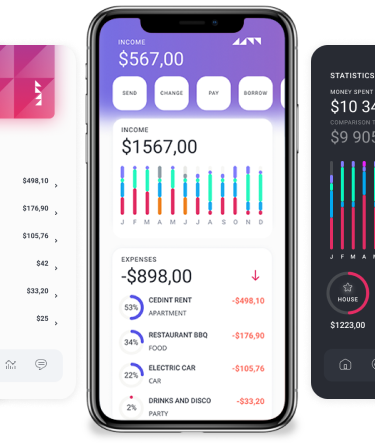 $498,10
$176,90
$105,76
$42
$33,20
$25
INCOME
$567,00
SEND
CHANGE
PAY
BORROW
INCOME
$1567,00
J F M A M J J A S O N D
EXPENSES
-$898,00
53%
CEDINT RENT
-$498,10
APARTMENT
34%
RESTAURANT BBQ
-$176,90
FOOD
22%
ELECTRIC CAR
-$105,76
CAR
2%
DRINKS AND DISCO
-$33,20
PARTY
STATISTICS
MONEY SPENT
$10 34
COMPARISON T
$9 905
J F M A M
HOUSE
$1223,00